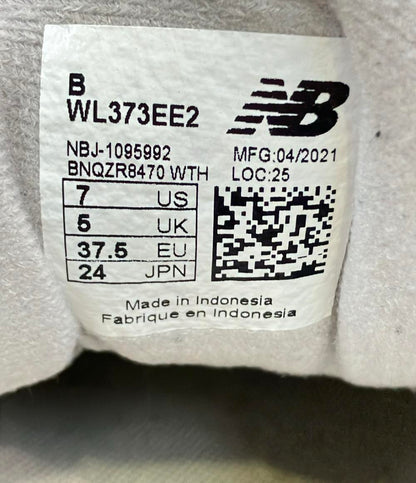 B
WL373EE2
NB
NBJ-1095992
BNQZR8470 WTH
MFG:04/2021
LOC:25
7 US
5 UK
37.5 EU
24 JPN
Made in Indonesia
Fabrique en Indonesia